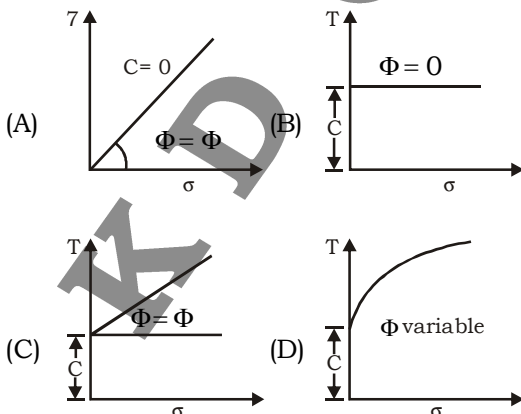 7 T
C = 0 Φ = 0
(A) Φ = Φ (B) C
σ σ
T T
Φ = Φ Φ variable
(C) C (D) C
σ σ
K D